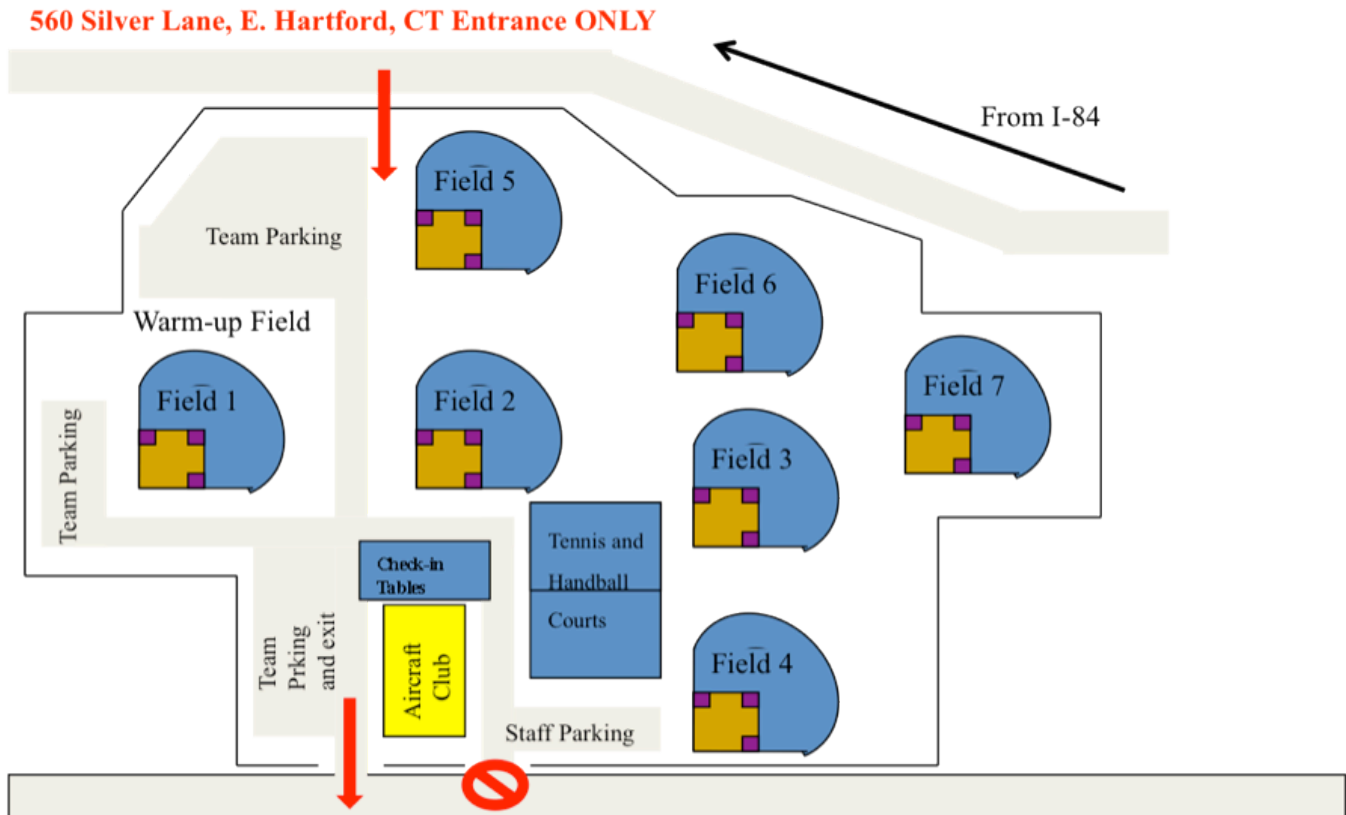 560 Silver Lane, E. Hartford, CT Entrance ONLY
From I-84
Field 5
Team Parking
Field 6
Warm-up Field
Field 7
Field 1
Field 2
Team Parking
Field 3
Tennis and
Handball
Courts
Check-in
Tables
Team
Prking
and exit
Aircraft
Club
Field 4
Staff Parking